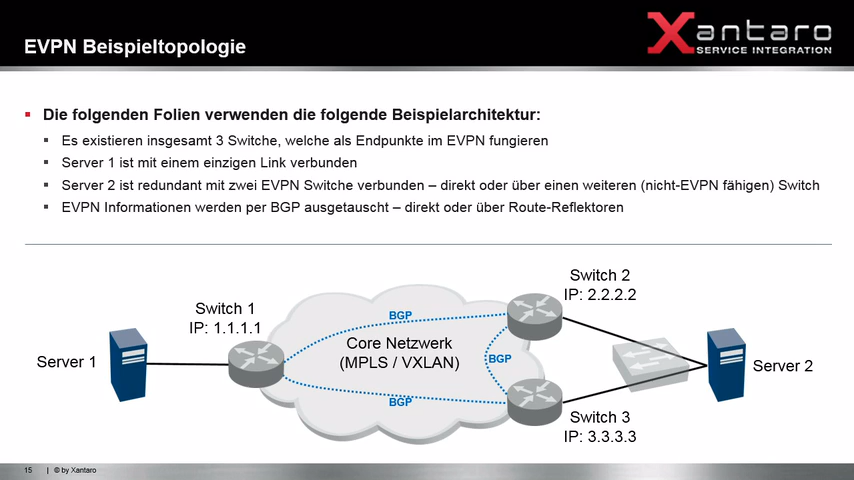 EVPN Beispieltopologie
Xantaro
SERVICE INTEGRATION
Die folgenden Folien verwenden die folgende Beispielarchitektur:
Es existieren insgesamt 3 Switche, welche als Endpunkte im EVPN fungieren
Server 1 ist mit einem einzigen Link verbunden
Server 2 ist redundant mit zwei EVPN Switche verbunden – direkt oder über einen weiteren (nicht-EVPN fähigen) Switch
EVPN Informationen werden per BGP ausgetauscht – direkt oder über Route-Reflektoren
Switch 2
IP: 2.2.2.2
Switch 1
IP: 1.1.1.1
BGP
Core Netzwerk
(MPLS / VXLAN)
BGP
Server 1
Server 2
BGP
Switch 3
IP: 3.3.3.3
15 | © by Xantaro